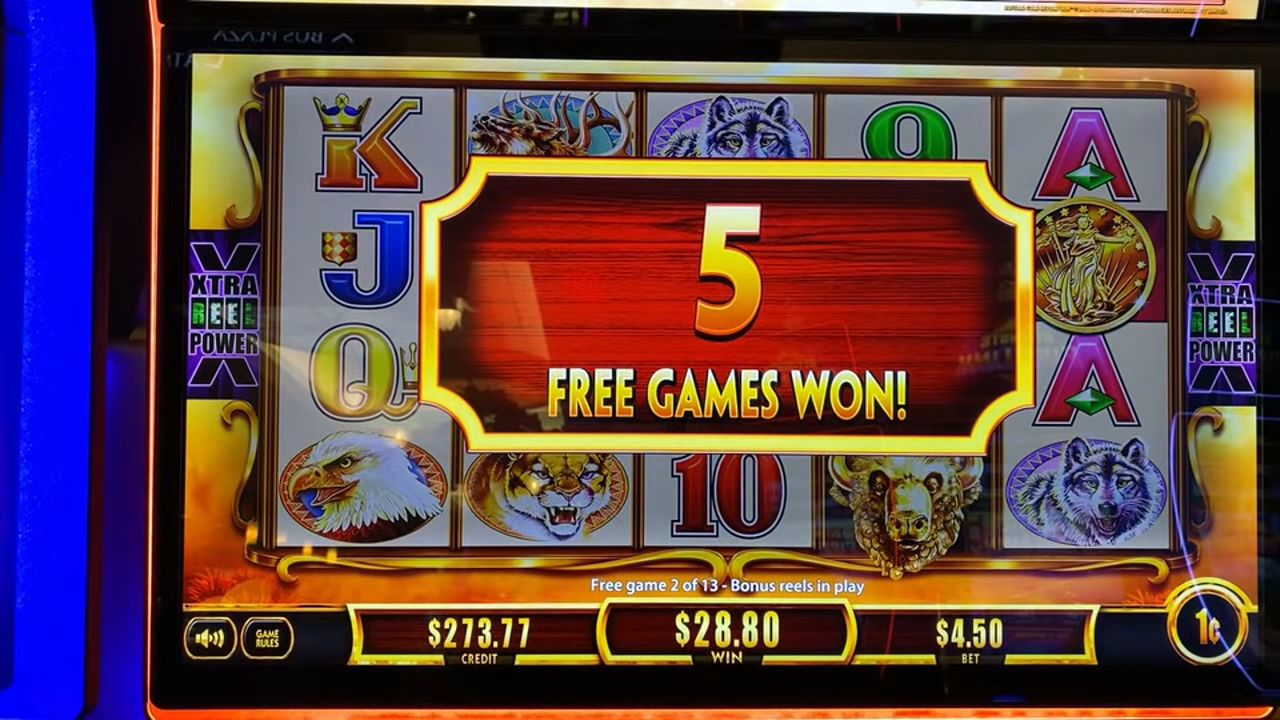 K
Q
A
J
Q
A
10
5
FREE GAMES WON!
XTRA
REEL
POWER
XTRA
REEL
POWER
Free game 2 of 13 - Bonus reels in play
GAME
RULES
$273.77
CREDIT
$28.80
WIN
$4.50
BET
1¢